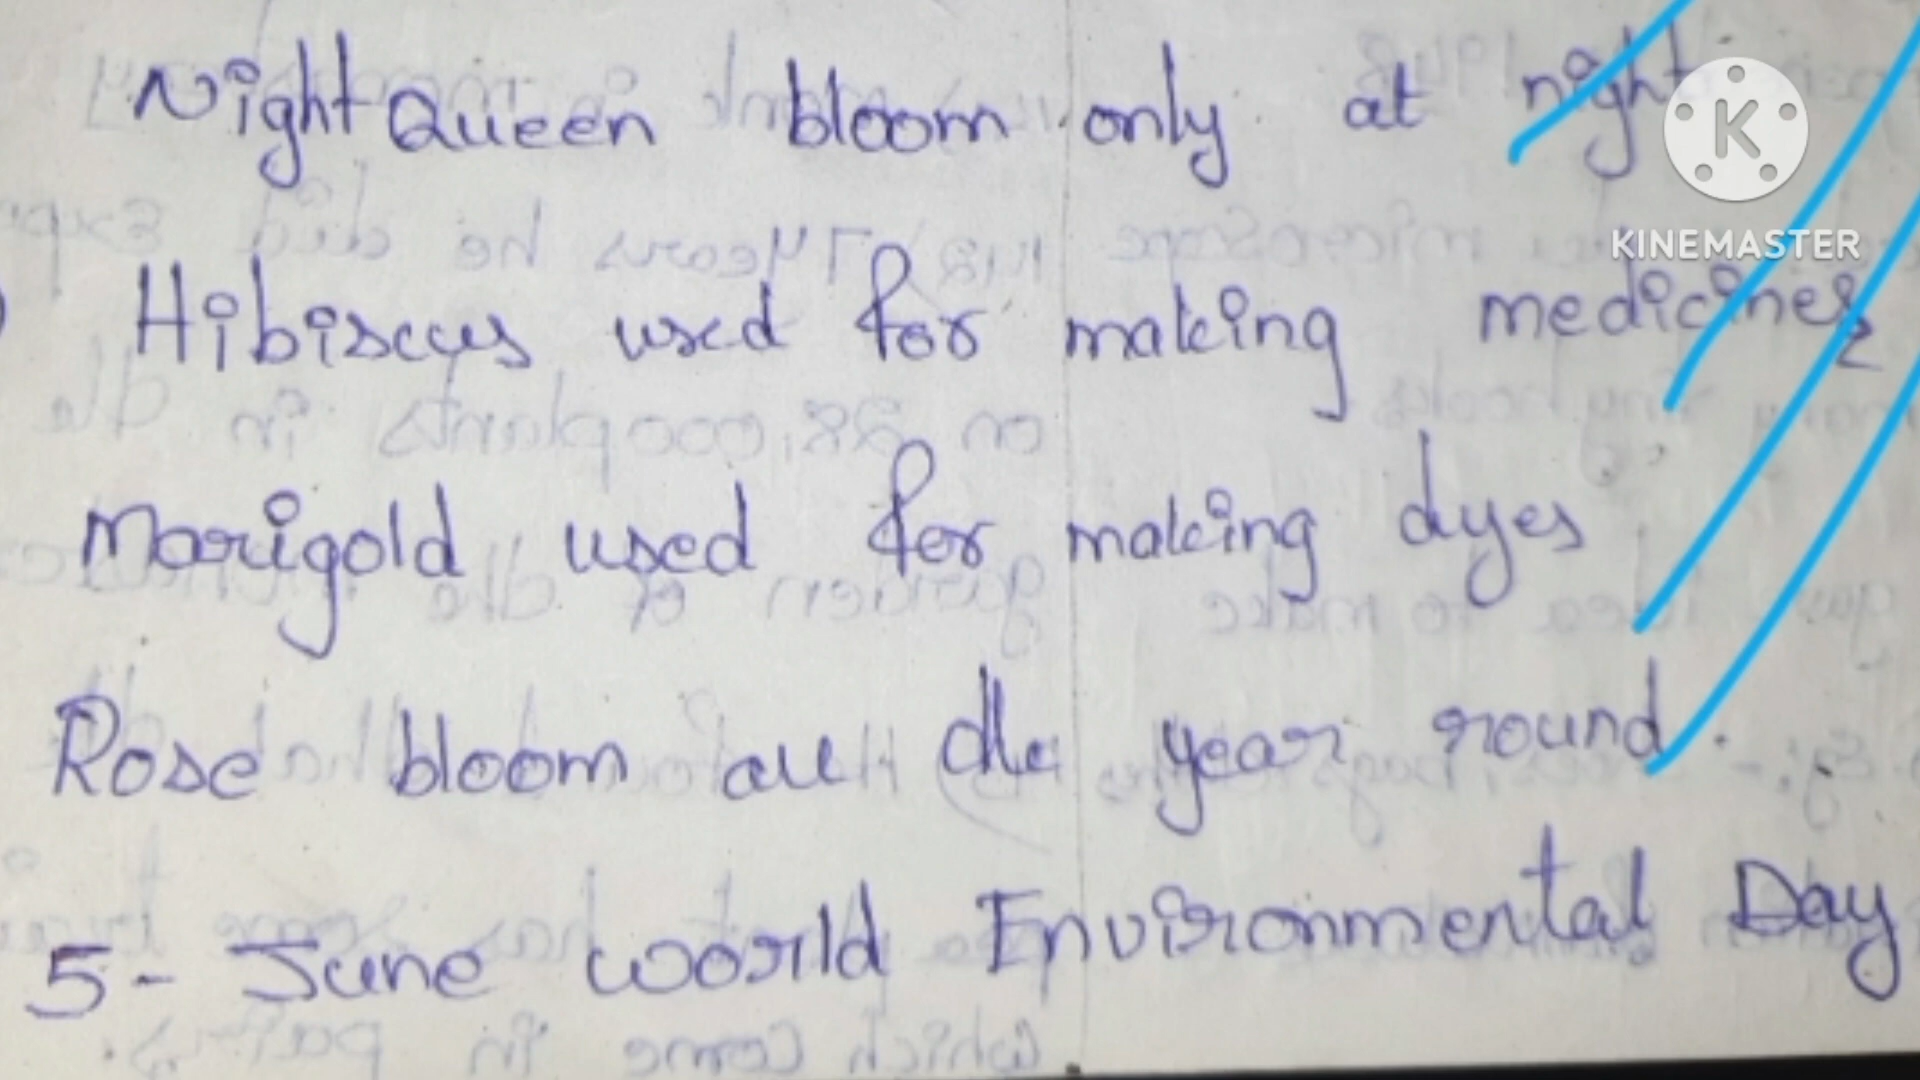 Night Queen bloom only at night
K
KINEMASTER
Hibiscus used for making medicines
Marigold used for making dyes
Rose bloom all the year round.
5- June World Environmental Day